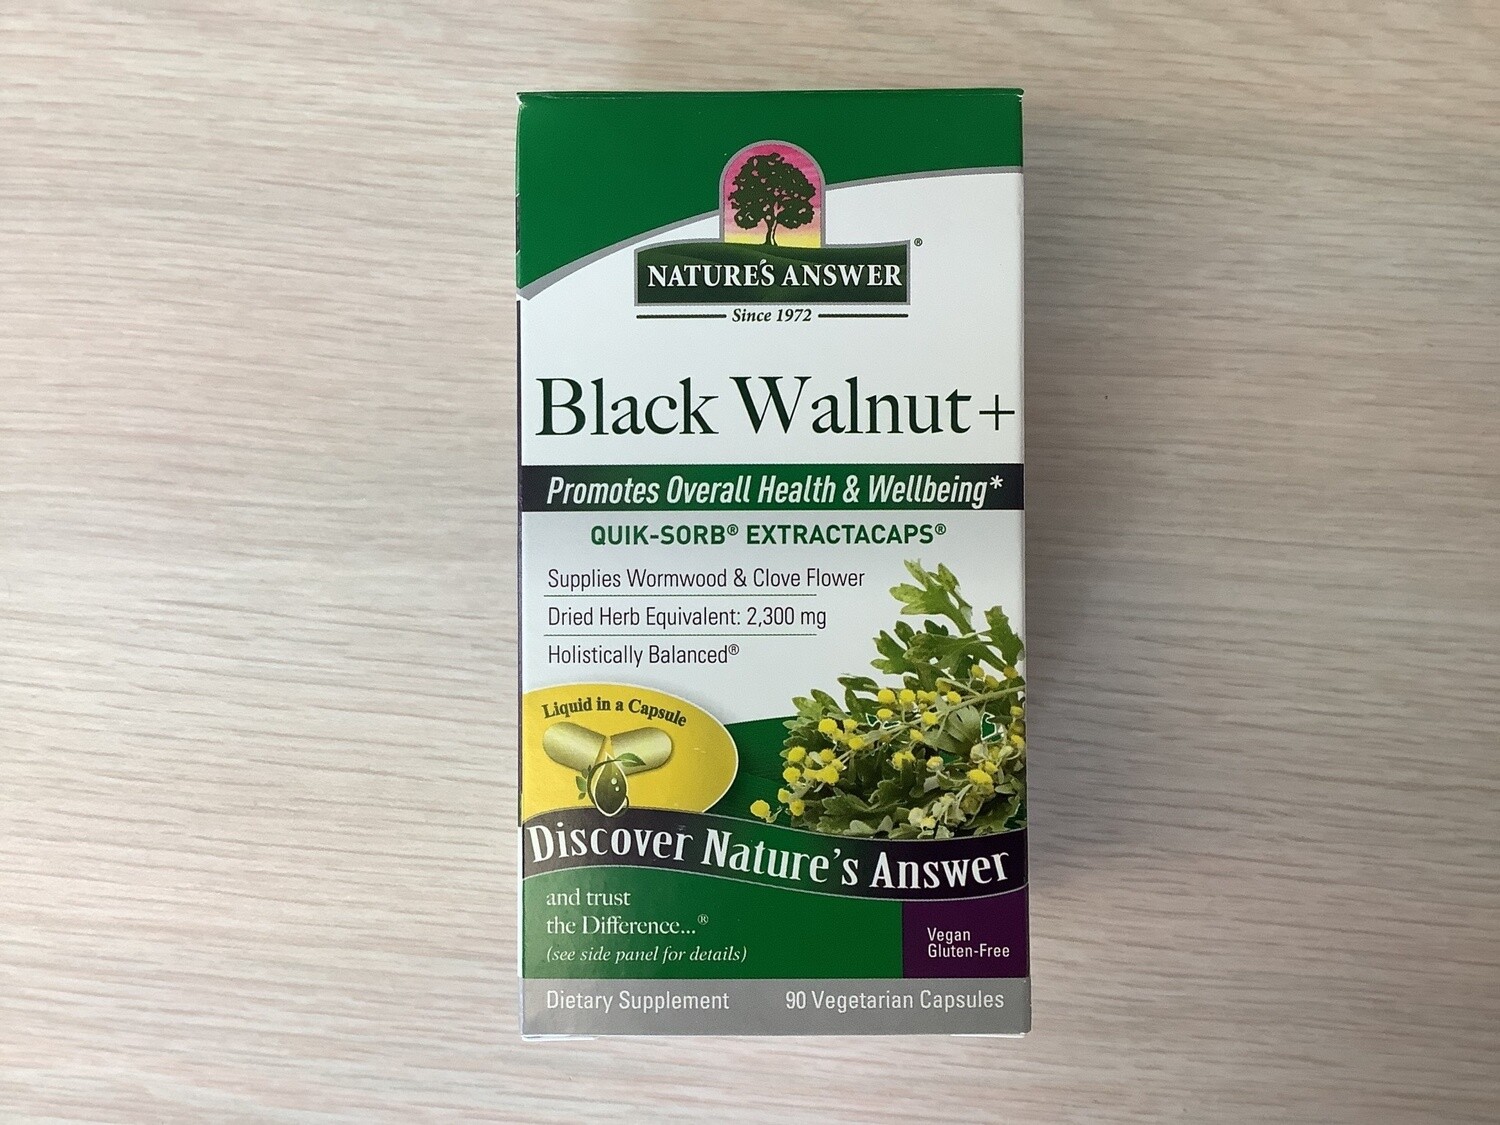 NATURE'S ANSWER®
Since 1972
Black Walnut+
Promotes Overall Health & Wellbeing*
QUIK-SORB® EXTRACTACAPS®
Supplies Wormwood & Clove Flower
Dried Herb Equivalent: 2,300 mg
Holistically Balanced®
Liquid in a Capsule
Discover Nature's Answer
and trust
the Difference...®
(see side panel for details)
Vegan
Gluten-Free
Dietary Supplement
90 Vegetarian Capsules